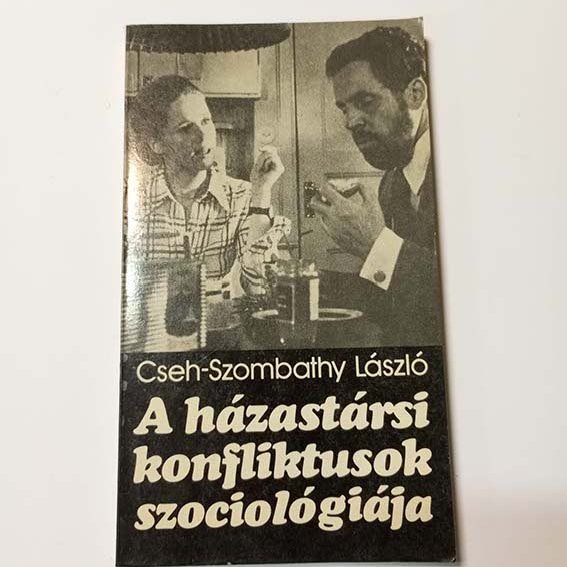 Cseh-Szombathy László
A házastársi
konfliktusok
szociológiája